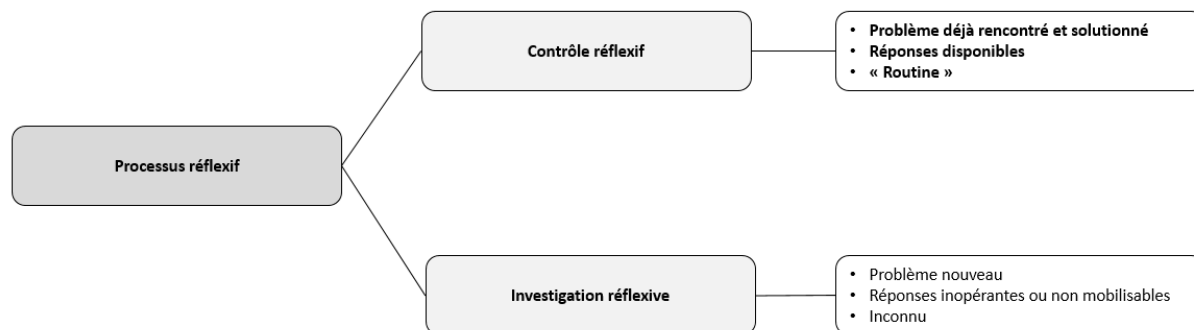 Contrôle réflexif
• Problème déjà rencontré et solutionné
• Réponses disponibles
• « Routine »
Processus réflexif
Investigation réflexive
• Problème nouveau
• Réponses inopérantes ou non mobilisables
• Inconnu